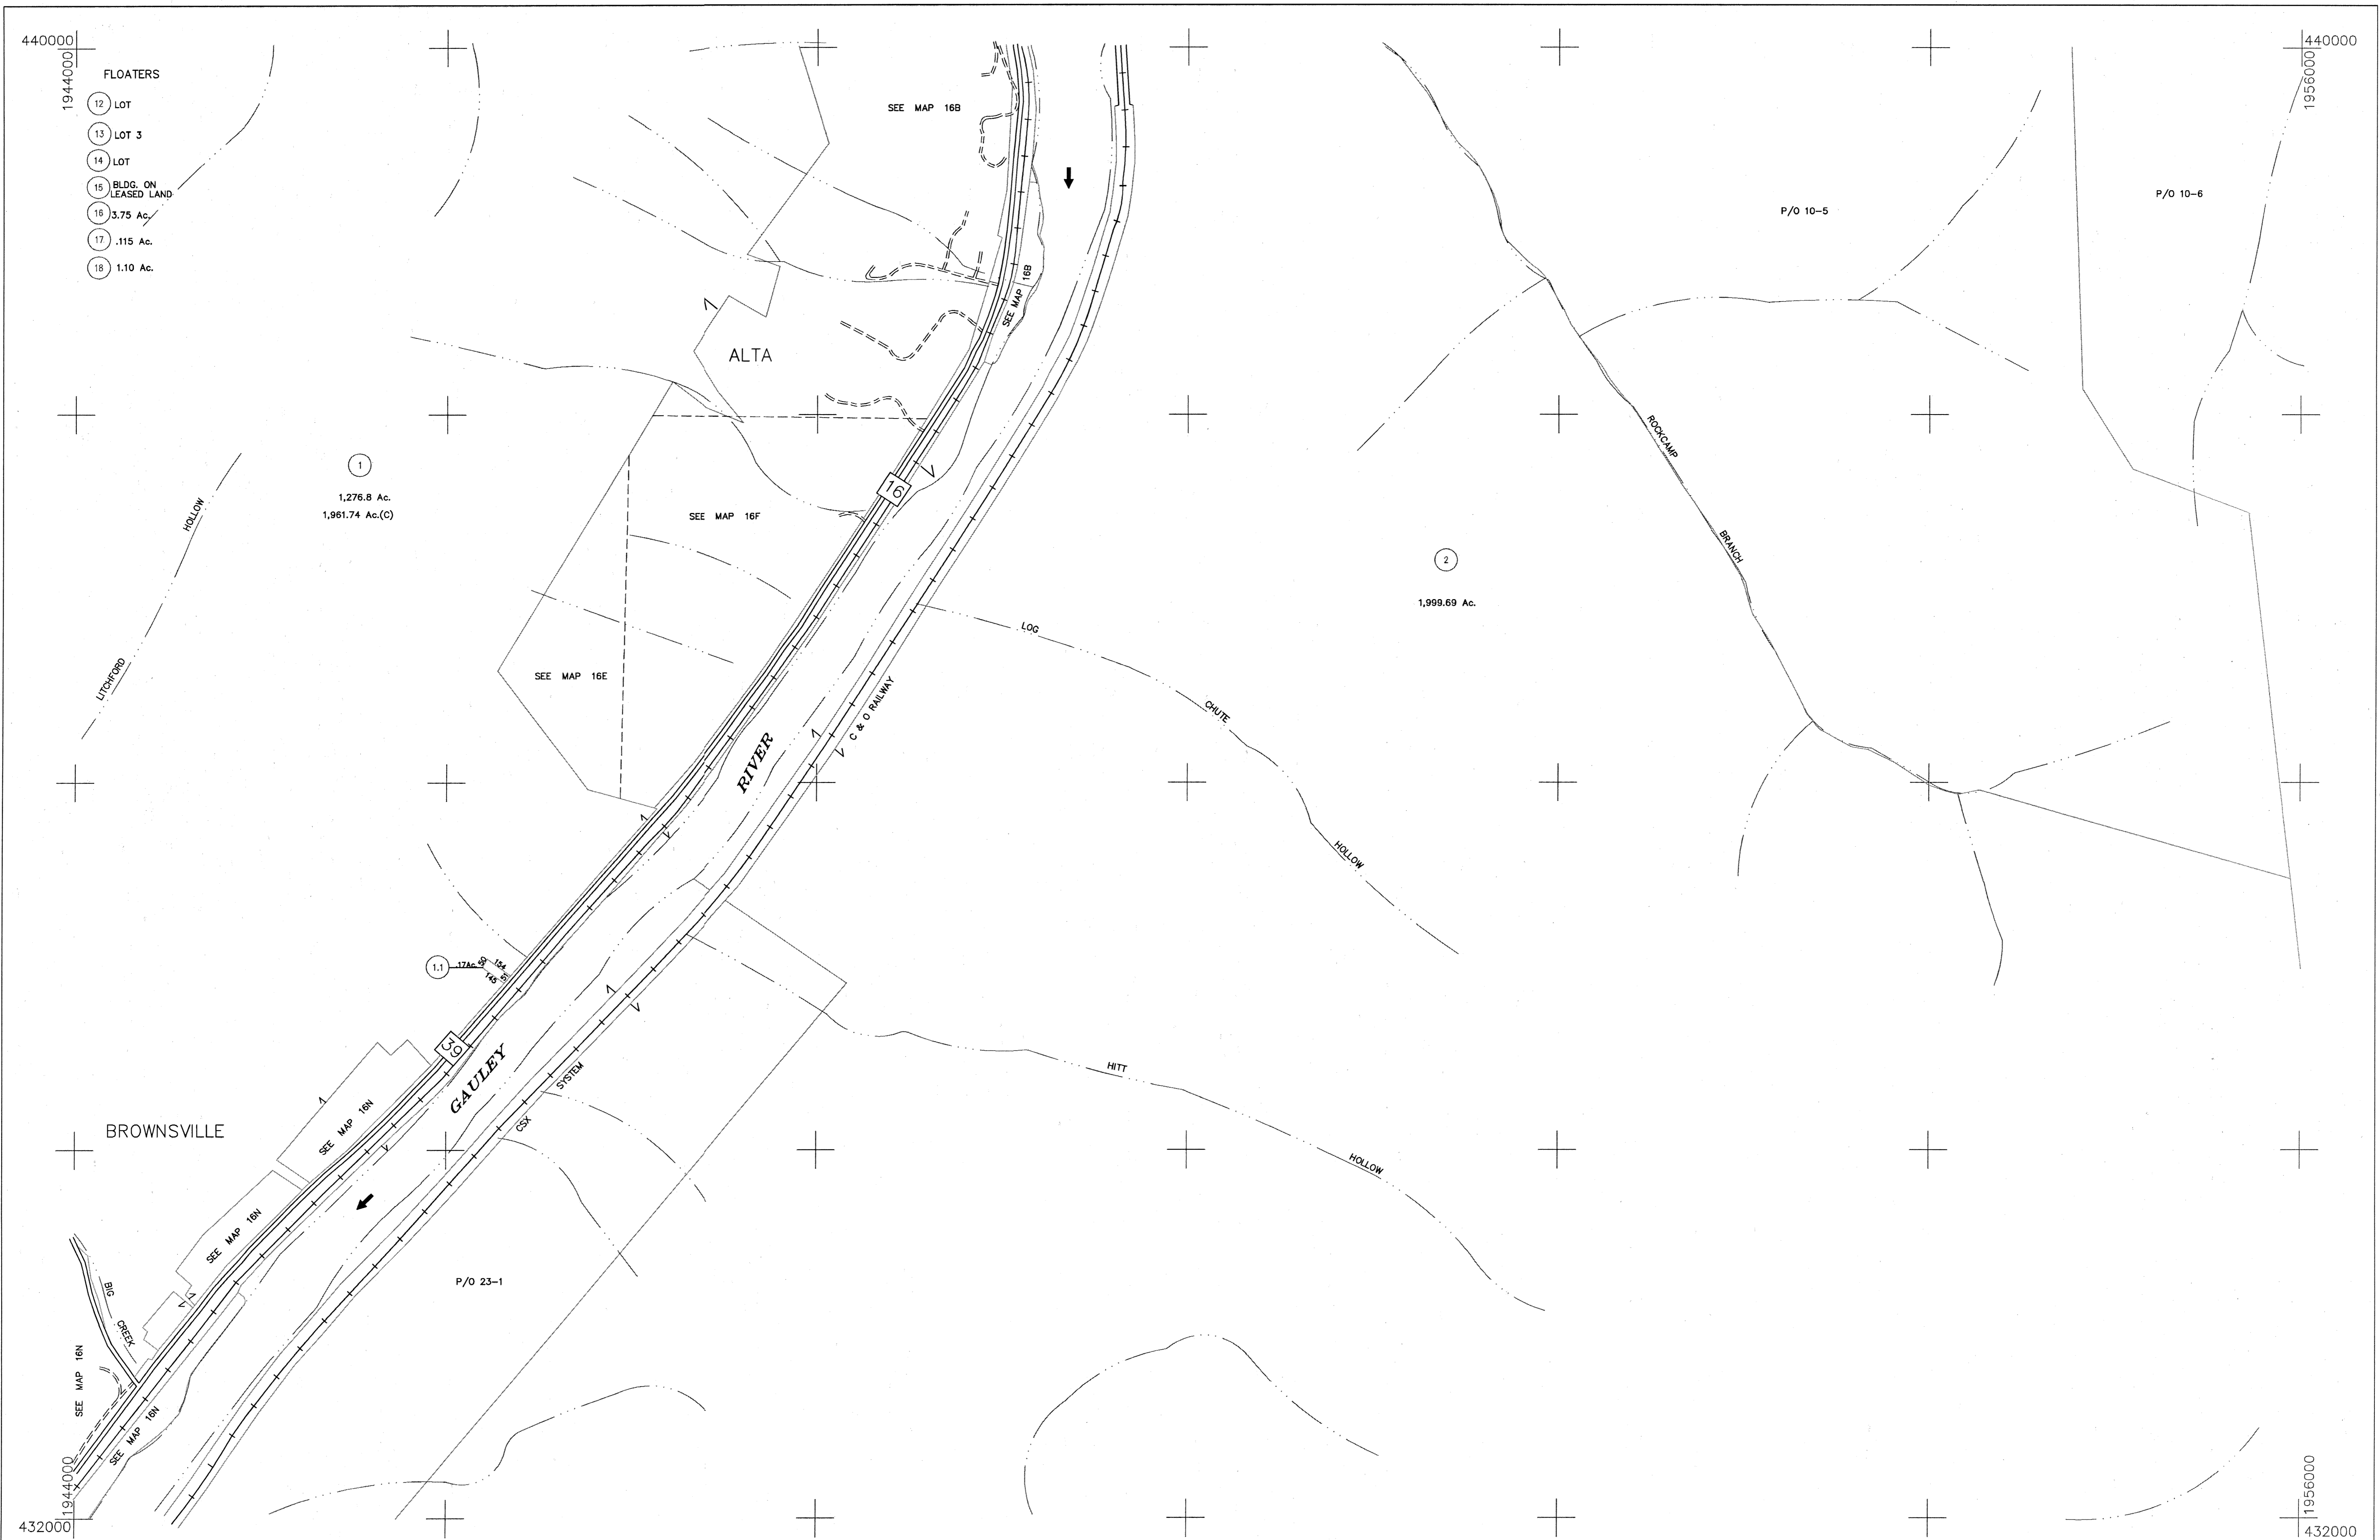 440000
1944000
440000
1956000
FLOATERS
12 LOT
13 LOT 3
14 LOT
15 BLDG. ON
LEASED LAND
16 3.75 Ac.
17 .115 Ac.
18 1.10 Ac.
SEE MAP 16B
P/O 10-5
P/O 10-6
SEE MAP 16B
ALTA
1
1,276.8 Ac.
1,961.74 Ac.(C)
HOLLOW
LITCHFORD
SEE MAP 16F
16
ROCKCAMP
BRANCH
2
1,999.69 Ac.
LOG
CHUTE
HOLLOW
SEE MAP 16E
C & O RAILWAY
RIVER
1.1
.17Ac.
50
154
145
51
39
GAULEY
SYSTEM
CSX
HITT
HOLLOW
BROWNSVILLE
SEE MAP 16N
SEE MAP 16N
P/O 23-1
BIG
CREEK
SEE MAP 16N
SEE MAP 16N
1944000
432000
1956000
432000